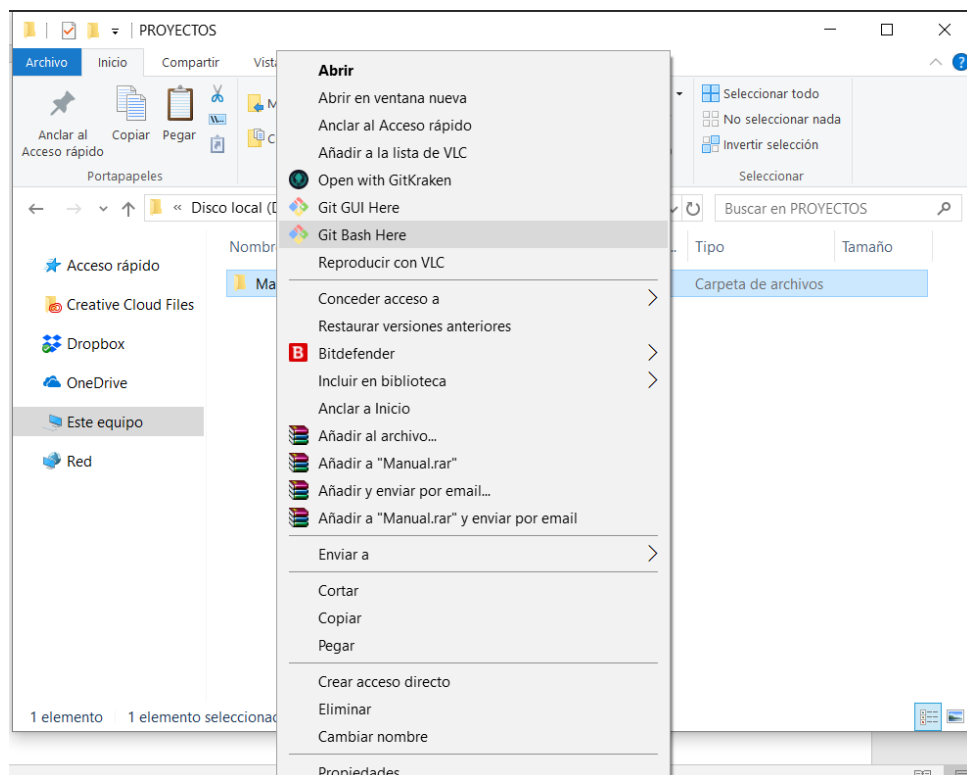 PROYECTOS
Archivo Inicio Compartir Vista
Anclar al
Acceso rápido
Copiar
Pegar
W...
M
C
Portapapeles
Seleccionar todo
No seleccionar nada
Invertir selección
Seleccionar
« Disco local (D
Buscar en PROYECTOS
Nombr
Tipo
Tamaño
Acceso rápido
Creative Cloud Files
Dropbox
OneDrive
Este equipo
Red
Ma
Carpeta de archivos
Abrir
Abrir en ventana nueva
Anclar al Acceso rápido
Añadir a la lista de VLC
Open with GitKraken
Git GUI Here
Git Bash Here
Reproducir con VLC
Conceder acceso a
Restaurar versiones anteriores
B Bitdefender
Incluir en biblioteca
Anclar a Inicio
Añadir al archivo...
Añadir a "Manual.rar"
Añadir y enviar por email...
Añadir a "Manual.rar" y enviar por email
Enviar a
Cortar
Copiar
Pegar
Crear acceso directo
Eliminar
Cambiar nombre
Propiedades
1 elemento 1 elemento seleccionad